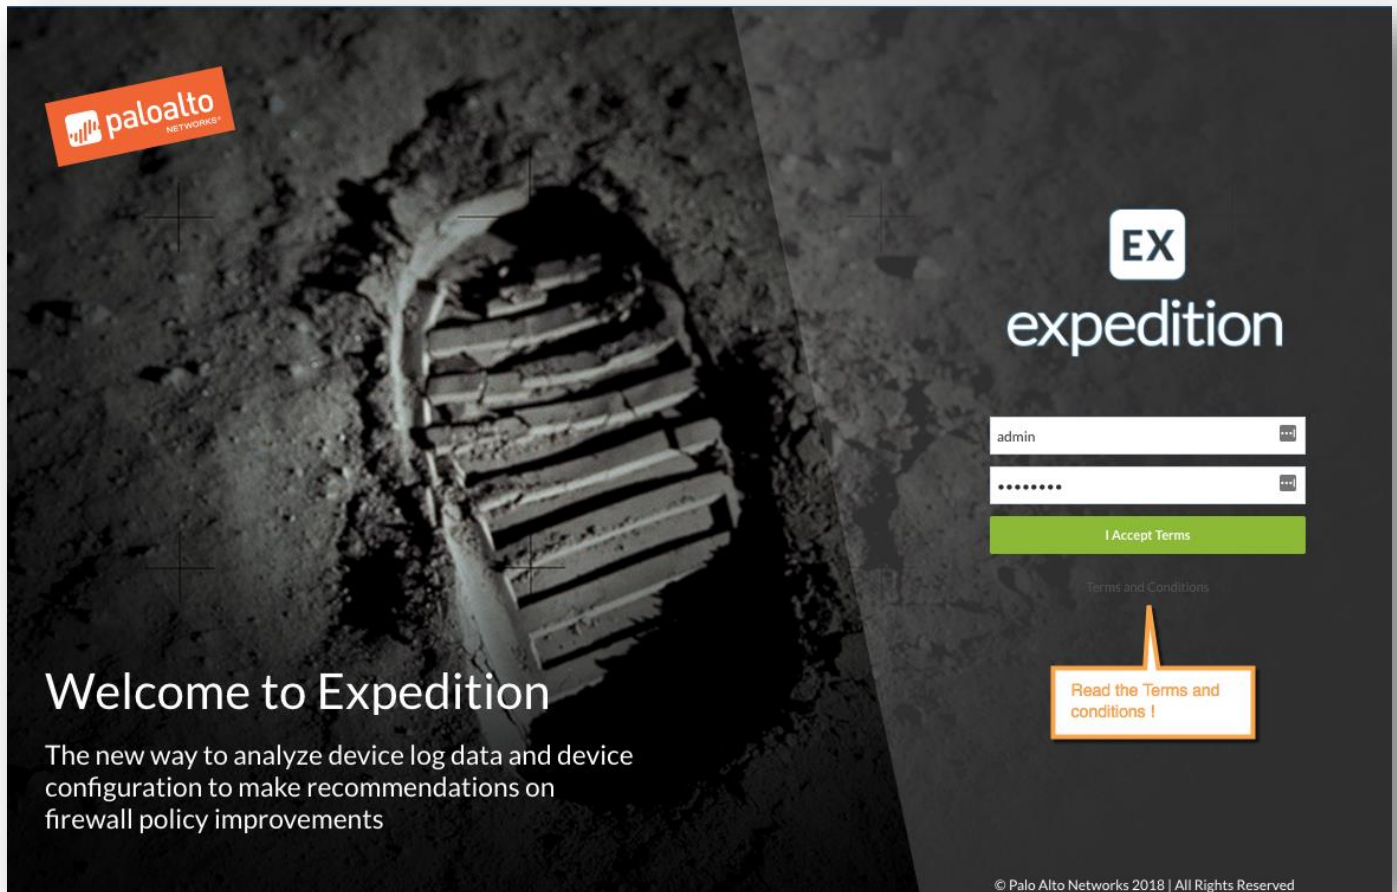 paloalto
NETWORKS®
EX
expedition
admin
I Accept Terms
Terms and Conditions
Read the Terms and
conditions !
Welcome to Expedition
The new way to analyze device log data and device
configuration to make recommendations on
firewall policy improvements
© Palo Alto Networks 2018 | All Rights Reserved